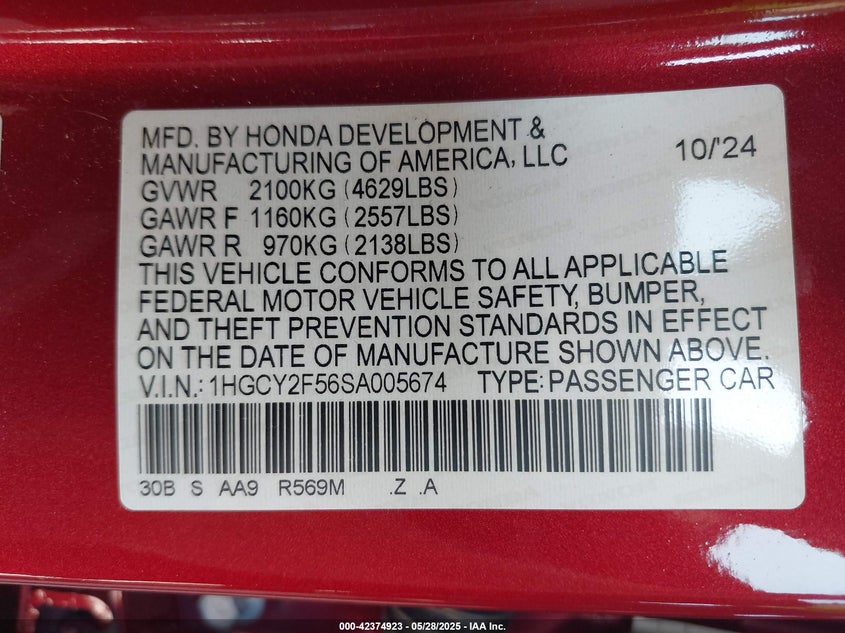 MFD. BY HONDA DEVELOPMENT &
MANUFACTURING OF AMERICA, LLC 10/'24
GVWR 2100KG (4629LBS)
GAWR F 1160KG (2557LBS)
GAWR R 970KG (2138LBS)
THIS VEHICLE CONFORMS TO ALL APPLICABLE
FEDERAL MOTOR VEHICLE SAFETY, BUMPER,
AND THEFT PREVENTION STANDARDS IN EFFECT
ON THE DATE OF MANUFACTURE SHOWN ABOVE.
V.I.N.: 1HGCY2F56SA005674 TYPE: PASSENGER CAR
30B S AA9 R569M .Z .A
000-42374923 - 05/28/2025 - IAA Inc.